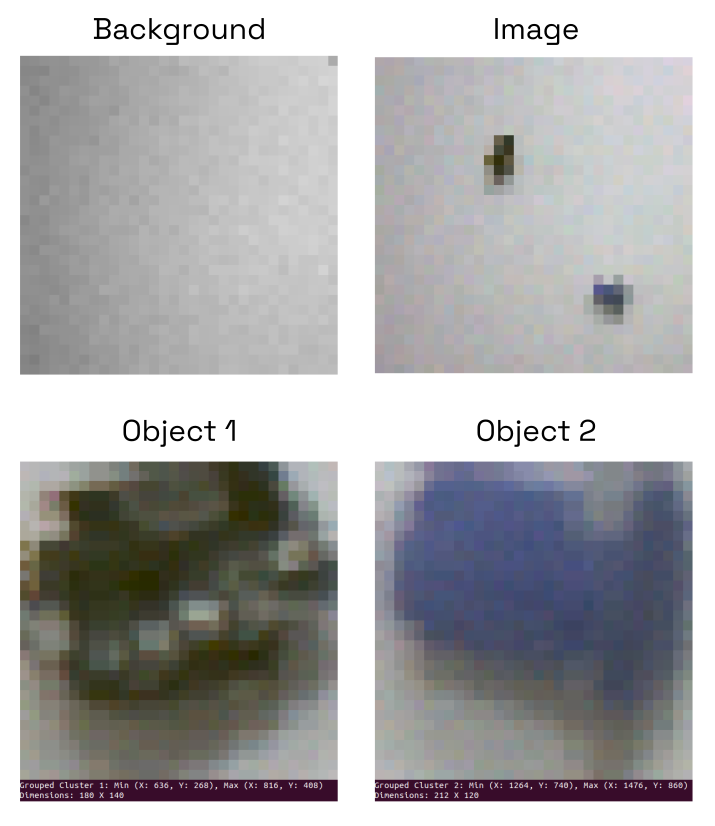 Background
Image
Object 1
Object 2
Grouped Cluster 1: Min (X: 636, Y: 268), Max (X: 816, Y: 408)
Dimensions: 180 X 140
Grouped Cluster 2: Min (X: 1264, Y: 740), Max (X: 1476, Y: 860)
Dimensions: 212 X 120